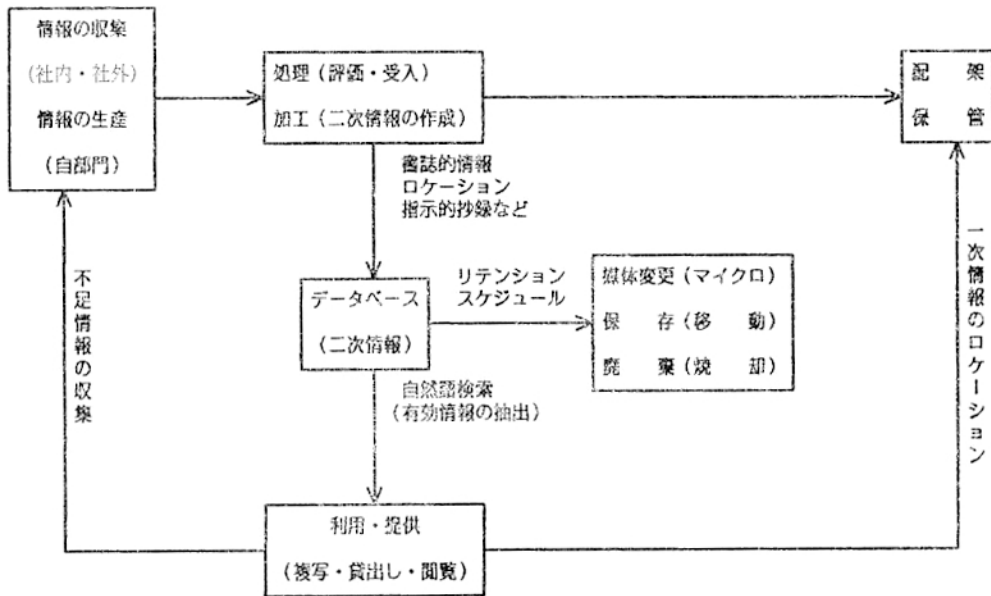 情報の収集
(社内・社外)
情報の生産
(自部門)
処理(評価・受入)
加工(二次情報の作成)
配架
保管
書誌的情報
ロケーション
指示的抄録など
不足情報の収集
データベース
(二次情報)
リテンション
スケジュール
媒体変更(マイクロ)
保存(移動)
廃棄(焼却)
一次情報のロケーション
自然語検索
(有効情報の抽出)
利用・提供
(複写・貸出し・閲覧)